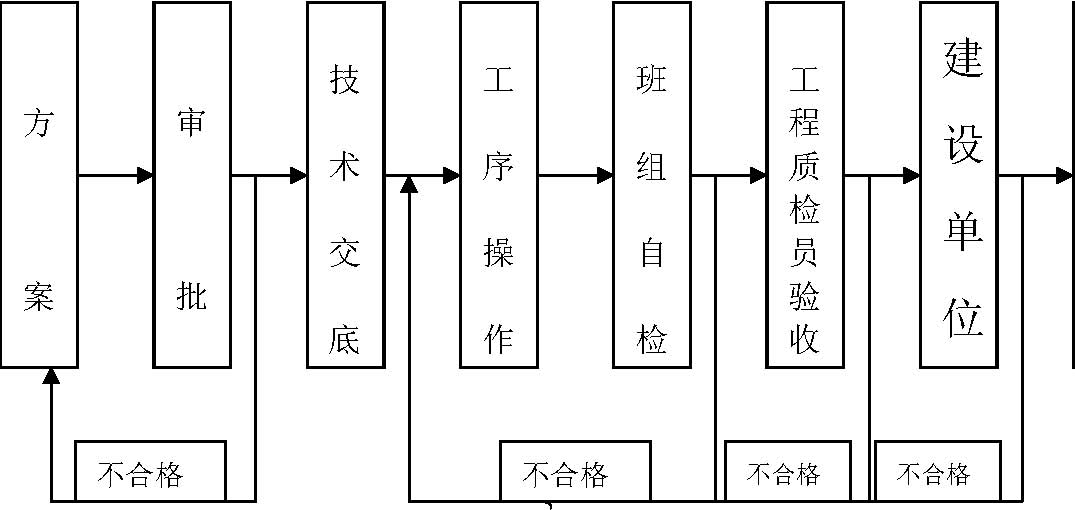 方案
审批
技术交底
工序操作
班组自检
工程质检员验收
建设单位
不合格
不合格
不合格
不合格